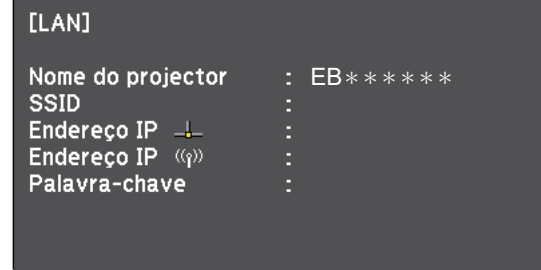 [LAN]
Nome do projector : EB******
SSID :
Endereço IP :
Endereço IP :
Palavra-chave :